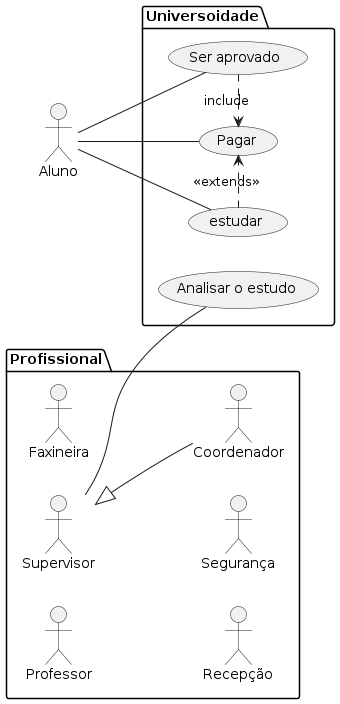 Universoidade
Ser aprovado
include
Pagar
Aluno
«extends»
estudar
Analisar o estudo
Profissional
Faxineira
Coordenador
Supervisor
Segurança
Professor
Recepção